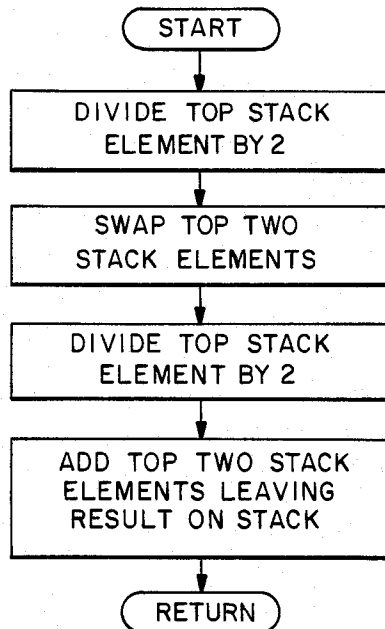 START
DIVIDE TOP STACK
ELEMENT BY 2
SWAP TOP TWO
STACK ELEMENTS
DIVIDE TOP STACK
ELEMENT BY 2
ADD TOP TWO STACK
ELEMENTS LEAVING
RESULT ON STACK
RETURN